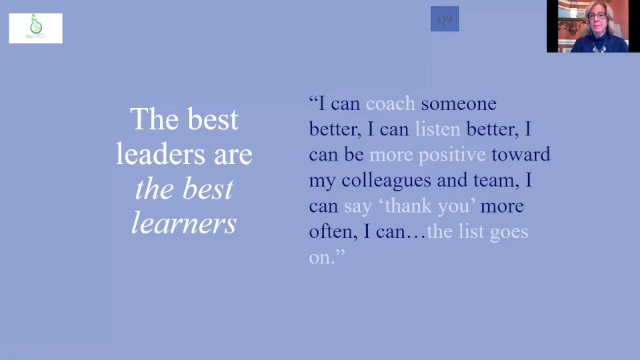 Q9
The best
leaders are
the best
learners
“I can coach someone
better, I can listen better, I
can be more positive toward
my colleagues and team, I
can say ‘thank you’ more
often, I can…the list goes
on.”